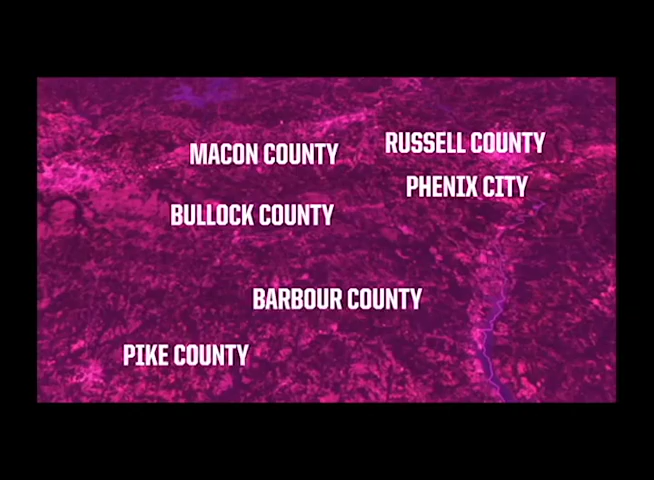 RUSSELL COUNTY
MACON COUNTY
PHENIX CITY
BULLOCK COUNTY
BARBOUR COUNTY
PIKE COUNTY